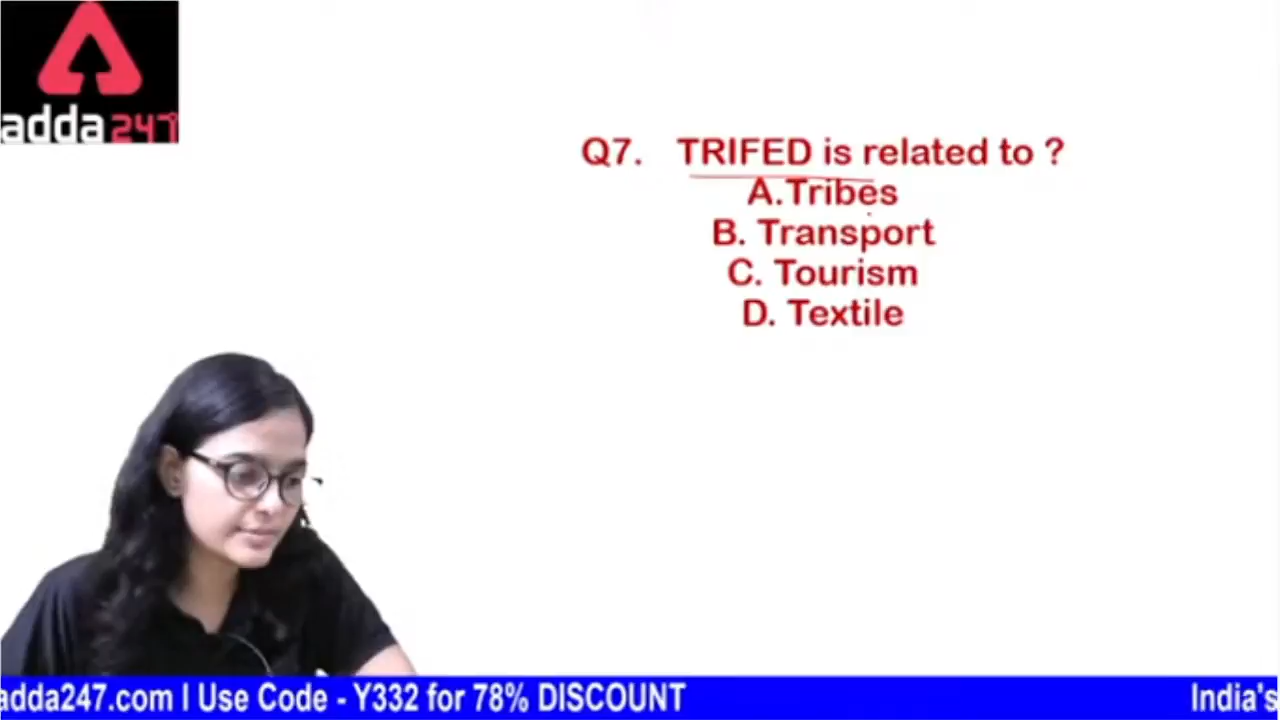 adda247
Q7. TRIFED is related to ?
A.Tribes
B. Transport
C. Tourism
D. Textile
adda247.com I Use Code - Y332 for 78% DISCOUNT
India's